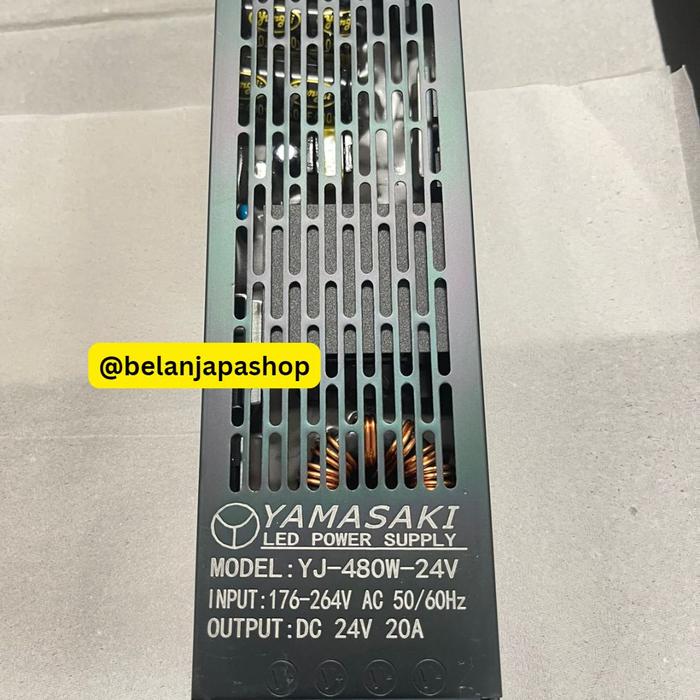 @belanjapashop
YAMASAKI
LED POWER SUPPLY
MODEL:YJ-480W-24V
INPUT:176-264V AC 50/60Hz
OUTPUT:DC 24V 20A